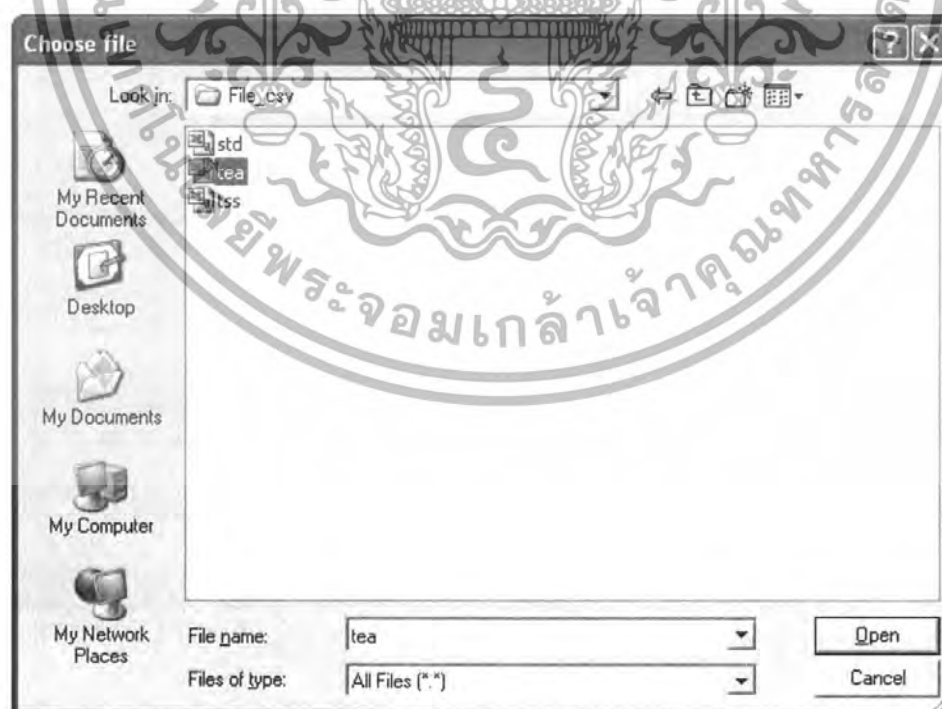 Choose file
Look in: File_csv
std
tea
tss
My Recent
Documents
Desktop
My Documents
My Computer
My Network
Places
File name: tea Open
Files of type: All Files (*.*) Cancel
พระจอมเกล้าเจ้าคุณทหาร